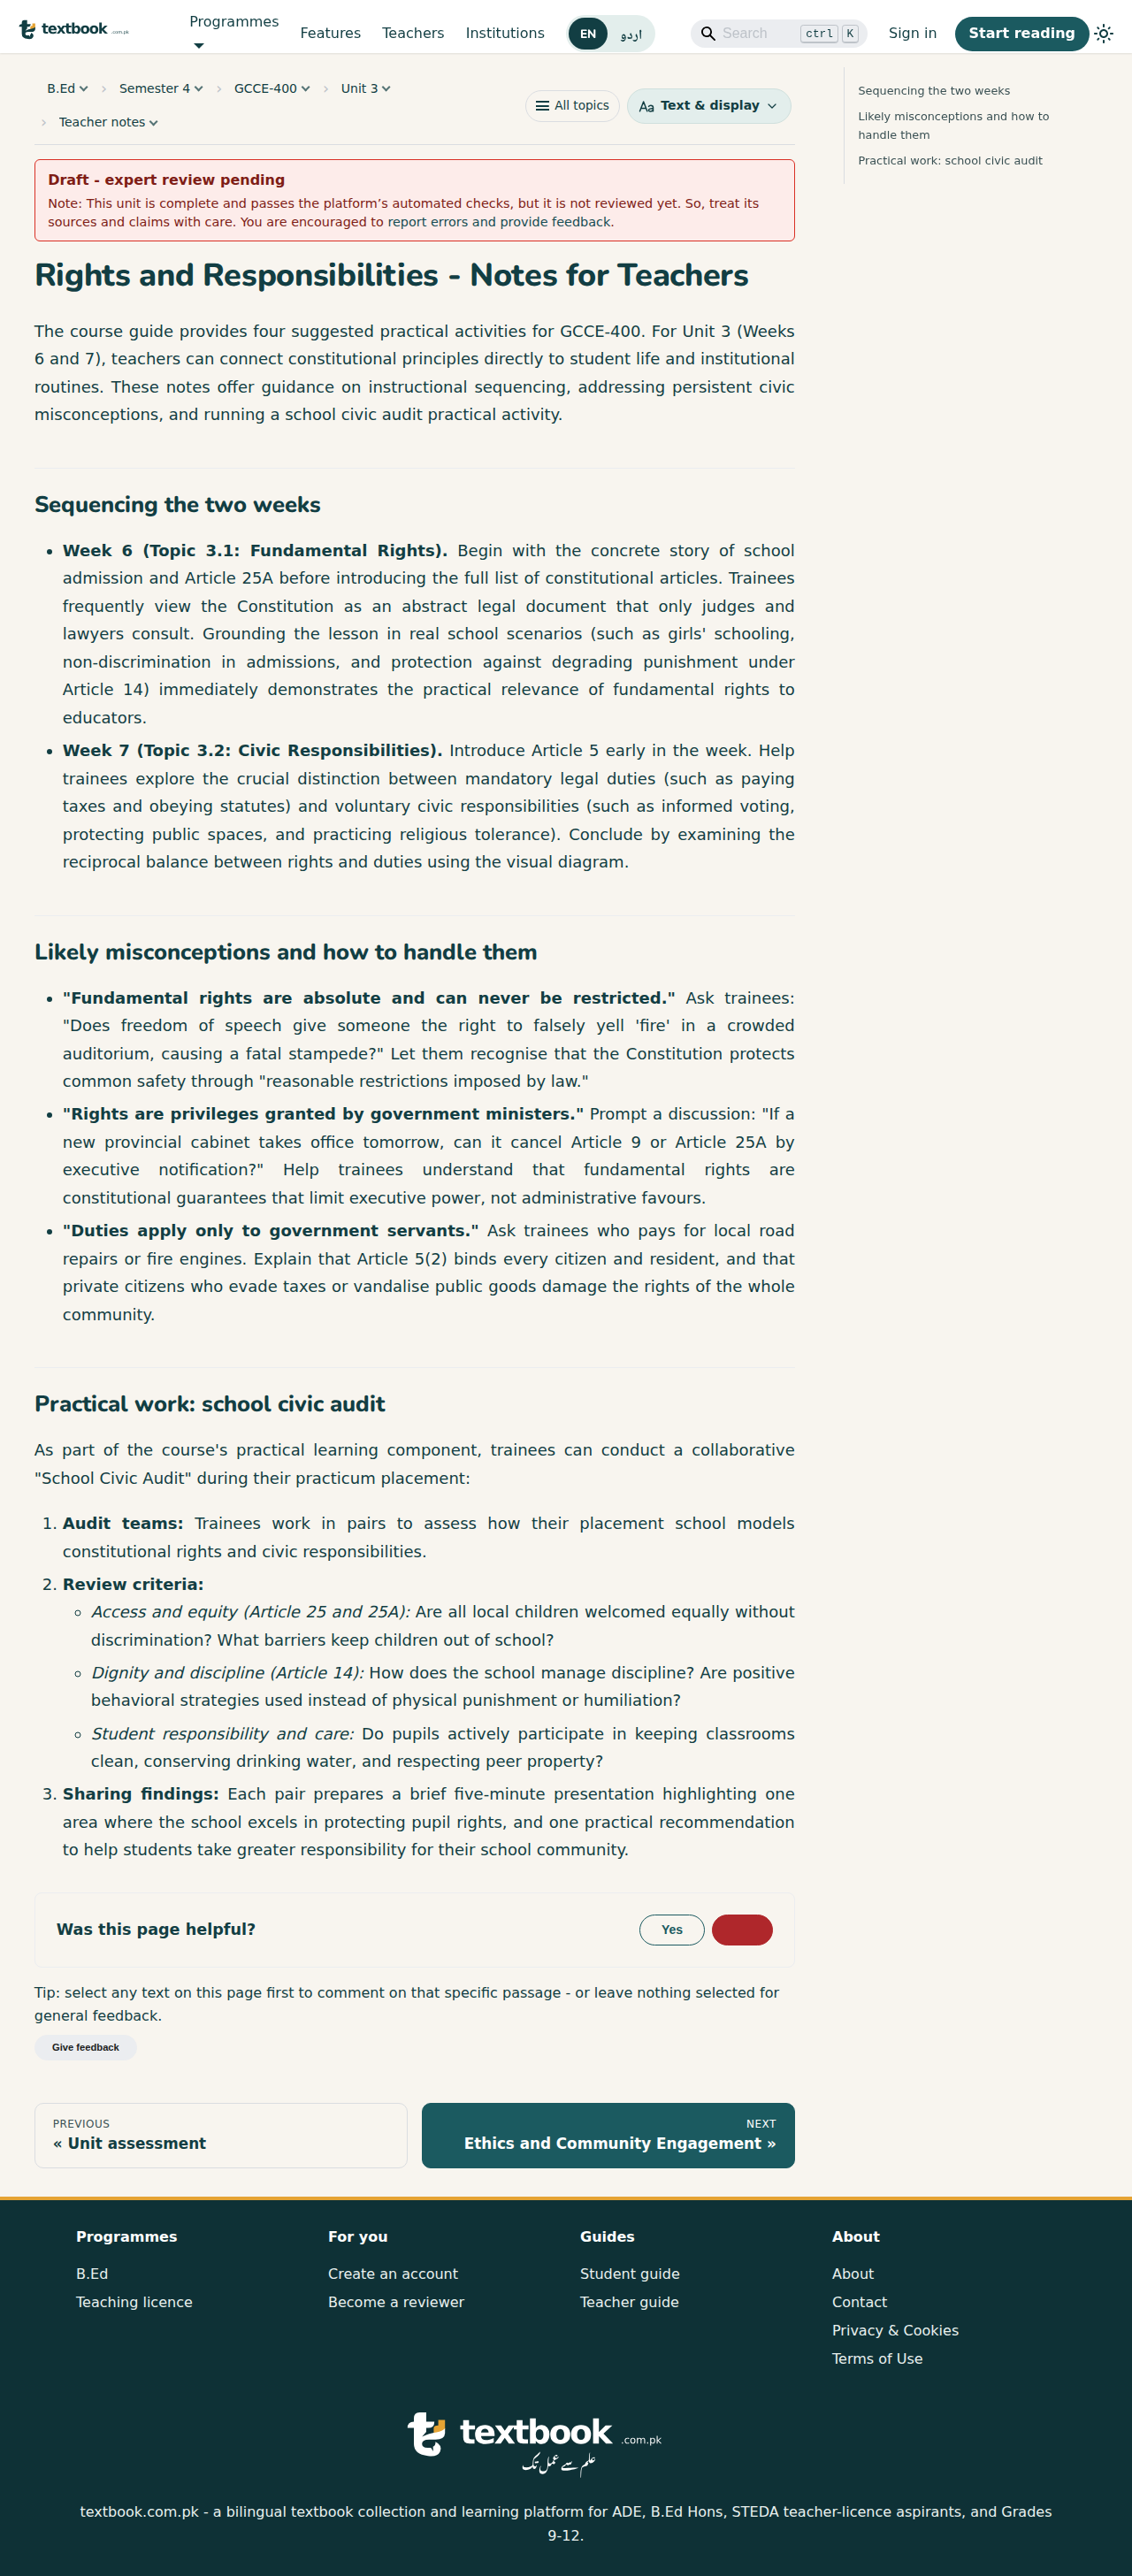 textbook .com.pk
Programmes
Features
Teachers
Institutions
EN
اردو
Search
ctrl K
Sign in
Start reading
B.Ed
› Semester 4
› GCCE-400
› Unit 3
› Teacher notes
All topics
Aa Text & display
Sequencing the two weeks
Likely misconceptions and how to
handle them
Practical work: school civic audit
Draft - expert review pending
Note: This unit is complete and passes the platform’s automated checks, but it is not reviewed yet. So, treat its
sources and claims with care. You are encouraged to report errors and provide feedback.
Rights and Responsibilities - Notes for Teachers
The course guide provides four suggested practical activities for GCCE-400. For Unit 3 (Weeks
6 and 7), teachers can connect constitutional principles directly to student life and institutional
routines. These notes offer guidance on instructional sequencing, addressing persistent civic
misconceptions, and running a school civic audit practical activity.
Sequencing the two weeks
• Week 6 (Topic 3.1: Fundamental Rights). Begin with the concrete story of school
admission and Article 25A before introducing the full list of constitutional articles. Trainees
frequently view the Constitution as an abstract legal document that only judges and
lawyers consult. Grounding the lesson in real school scenarios (such as girls' schooling,
non-discrimination in admissions, and protection against degrading punishment under
Article 14) immediately demonstrates the practical relevance of fundamental rights to
educators.
• Week 7 (Topic 3.2: Civic Responsibilities). Introduce Article 5 early in the week. Help
trainees explore the crucial distinction between mandatory legal duties (such as paying
taxes and obeying statutes) and voluntary civic responsibilities (such as informed voting,
protecting public spaces, and practicing religious tolerance). Conclude by examining the
reciprocal balance between rights and duties using the visual diagram.
Likely misconceptions and how to handle them
• "Fundamental rights are absolute and can never be restricted." Ask trainees:
"Does freedom of speech give someone the right to falsely yell 'fire' in a crowded
auditorium, causing a fatal stampede?" Let them recognise that the Constitution protects
common safety through "reasonable restrictions imposed by law."
• "Rights are privileges granted by government ministers." Prompt a discussion: "If a
new provincial cabinet takes office tomorrow, can it cancel Article 9 or Article 25A by
executive notification?" Help trainees understand that fundamental rights are
constitutional guarantees that limit executive power, not administrative favours.
• "Duties apply only to government servants." Ask trainees who pays for local road
repairs or fire engines. Explain that Article 5(2) binds every citizen and resident, and that
private citizens who evade taxes or vandalise public goods damage the rights of the whole
community.
Practical work: school civic audit
As part of the course's practical learning component, trainees can conduct a collaborative
"School Civic Audit" during their practicum placement:
1. Audit teams: Trainees work in pairs to assess how their placement school models
constitutional rights and civic responsibilities.
2. Review criteria:
◦ Access and equity (Article 25 and 25A): Are all local children welcomed equally without
discrimination? What barriers keep children out of school?
◦ Dignity and discipline (Article 14): How does the school manage discipline? Are positive
behavioral strategies used instead of physical punishment or humiliation?
◦ Student responsibility and care: Do pupils actively participate in keeping classrooms
clean, conserving drinking water, and respecting peer property?
3. Sharing findings: Each pair prepares a brief five-minute presentation highlighting one
area where the school excels in protecting pupil rights, and one practical recommendation
to help students take greater responsibility for their school community.
Was this page helpful?
Yes
Tip: select any text on this page first to comment on that specific passage - or leave nothing selected for
general feedback.
Give feedback
PREVIOUS
« Unit assessment
NEXT
Ethics and Community Engagement »
Programmes
B.Ed
Teaching licence
For you
Create an account
Become a reviewer
Guides
Student guide
Teacher guide
About
About
Contact
Privacy & Cookies
Terms of Use
textbook .com.pk
علم سے عمل تک
textbook.com.pk - a bilingual textbook collection and learning platform for ADE, B.Ed Hons, STEDA teacher-licence aspirants, and Grades
9-12.